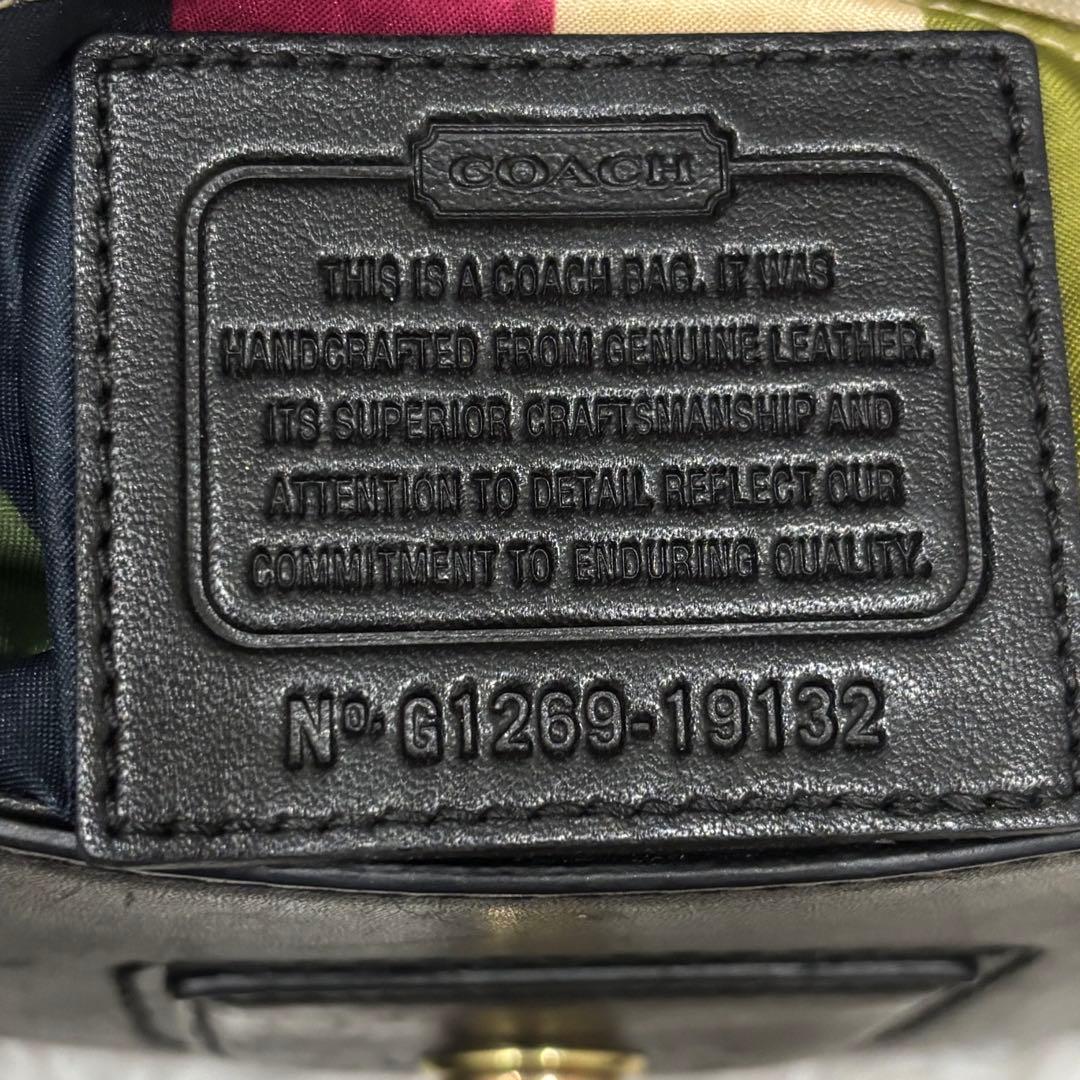 COACH
THIS IS A COACH BAG. IT WAS
HANDCRAFTED FROM GENUINE LEATHER.
ITS SUPERIOR CRAFTSMANSHIP AND
ATTENTION TO DETAIL REFLECT OUR
COMMITMENT TO ENDURING QUALITY.
Nº. G1269-19132